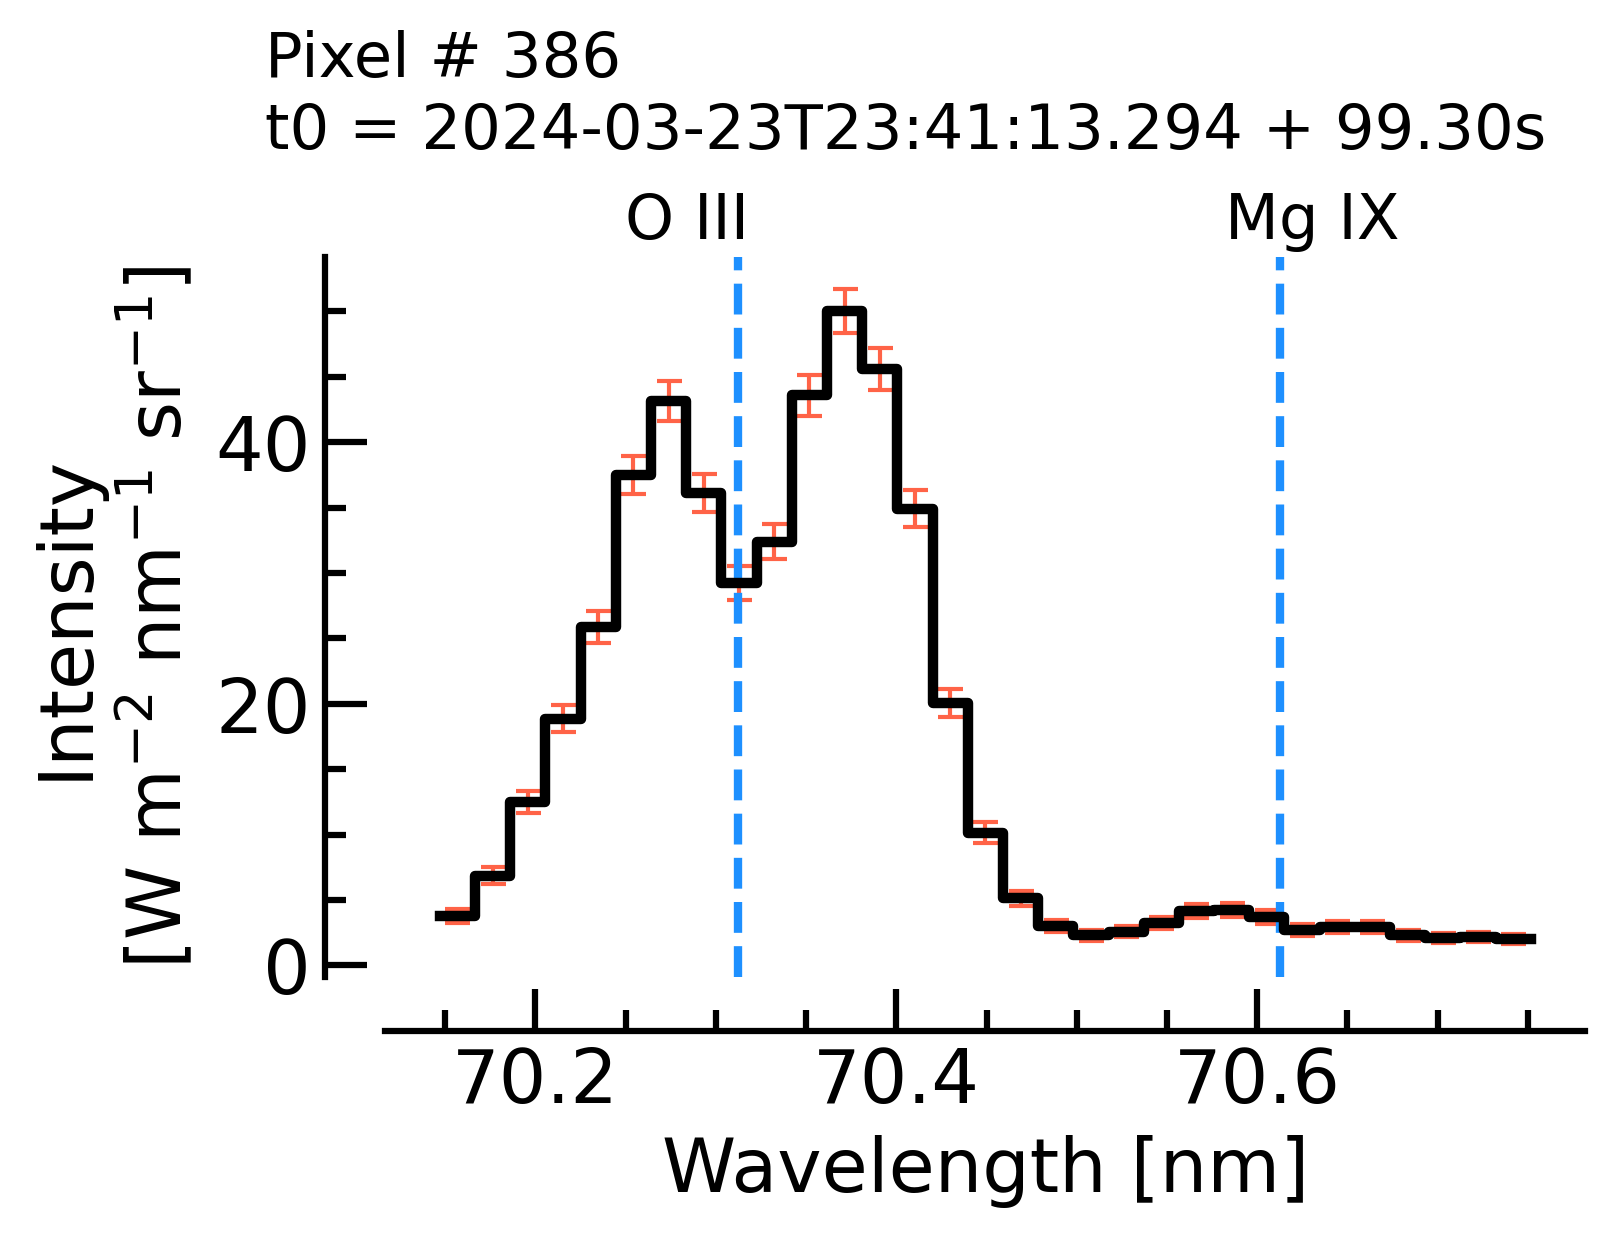 Pixel # 386
t0 = 2024-03-23T23:41:13.294 + 99.30s
O III
Mg IX
Intensity
[W m⁻² nm⁻¹ sr⁻¹]
40
20
0
70.2
70.4
70.6
Wavelength [nm]